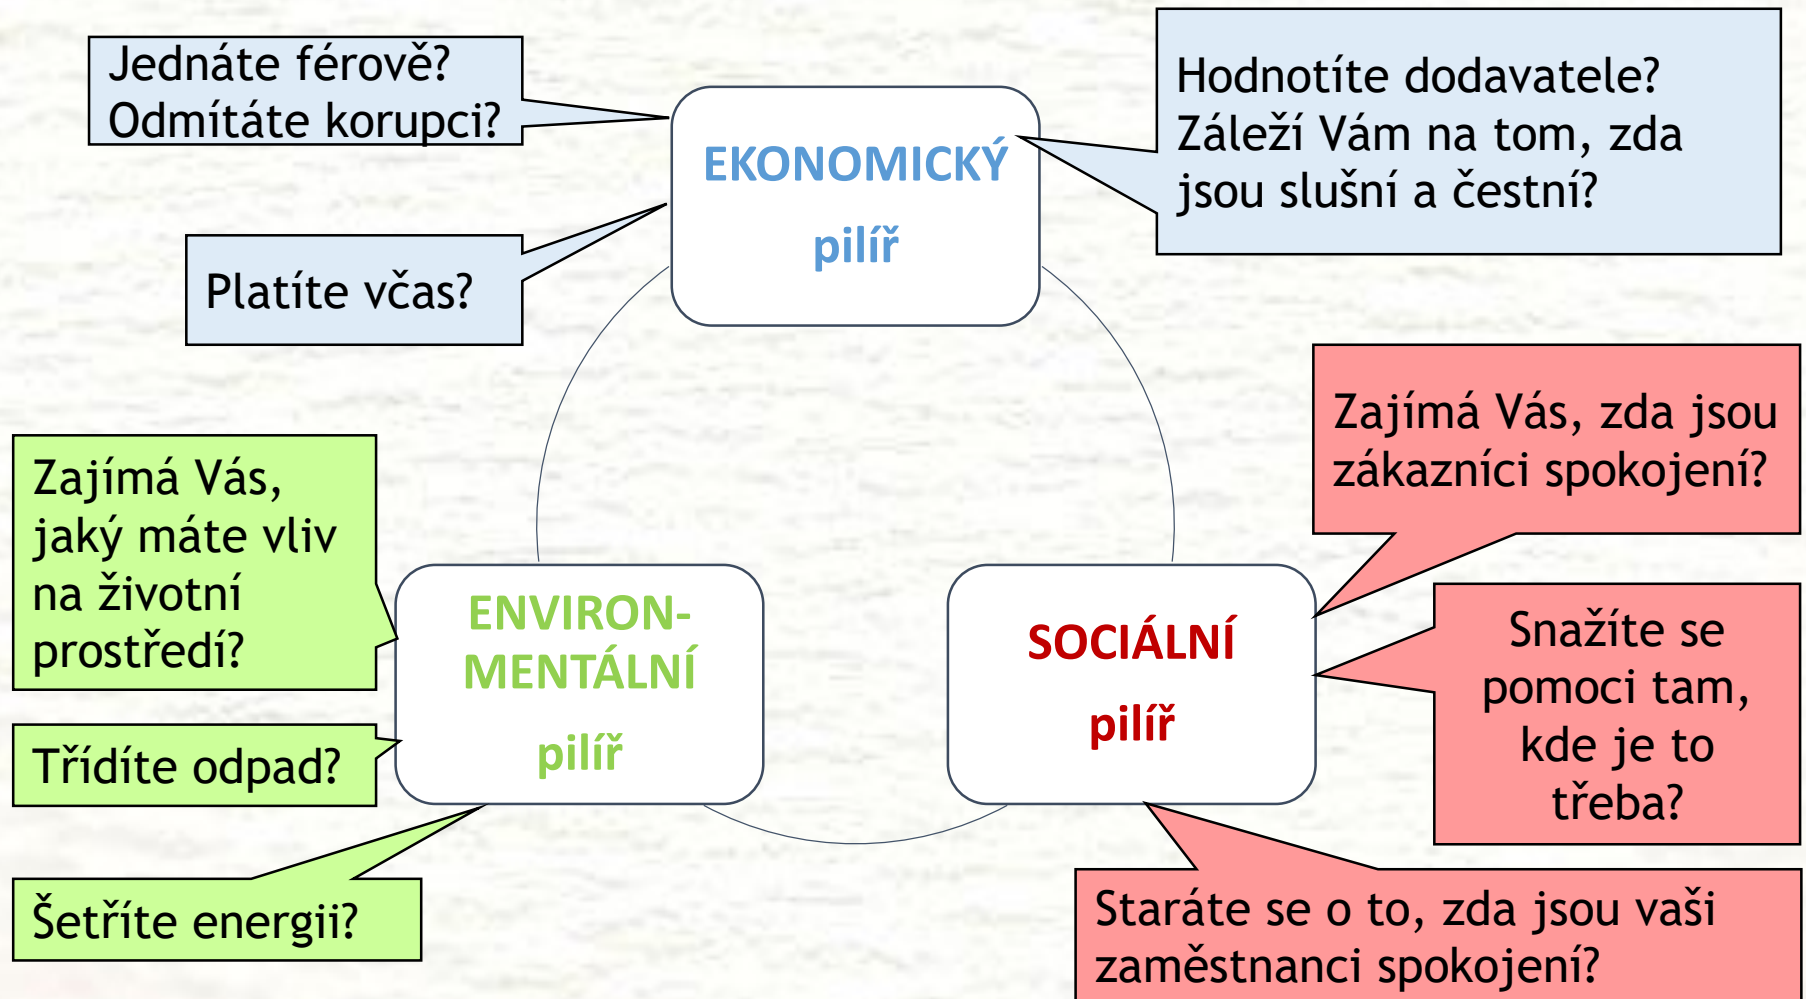 Jednáte férově?
Odmítáte korupci?
Hodnotíte dodavatele?
Záleží Vám na tom, zda
jsou slušní a čestní?
EKONOMICKÝ
pilíř
Platíte včas?
Zajímá Vás, zda jsou
zákazníci spokojení?
Zajímá Vás,
jaký máte vliv
na životní
prostředí?
ENVIRON-
MENTÁLNÍ
pilíř
SOCIÁLNÍ
pilíř
Snažíte se
pomoci tam,
kde je to
třeba?
Třídíte odpad?
Šetříte energii?
Staráte se o to, zda jsou vaši
zaměstnanci spokojení?